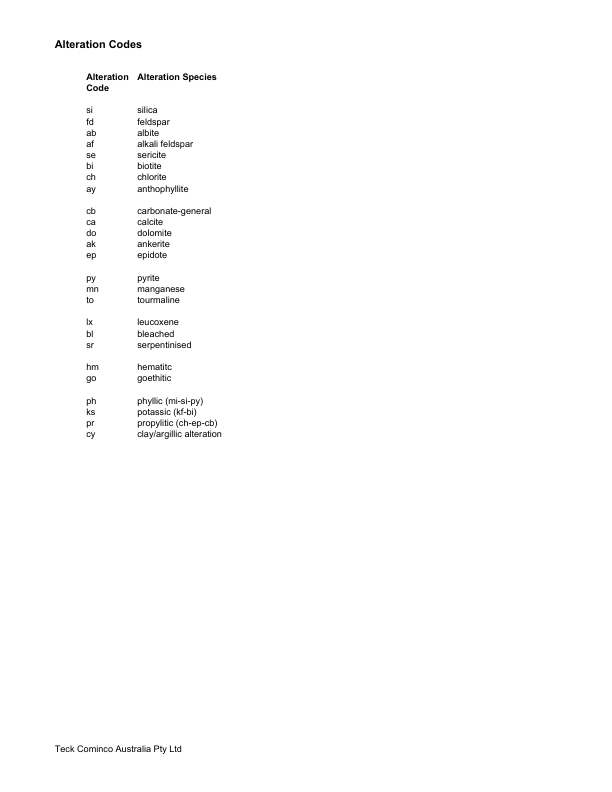 Alteration Codes
Alteration Code Alteration Species
si silica
fd feldspar
ab albite
af alkali feldspar
se sericite
bi biotite
ch chlorite
ay anthophyllite
cb carbonate-general
ca calcite
do dolomite
ak ankerite
ep epidote
py pyrite
mn manganese
to tourmaline
lx leucoxene
bl bleached
sr serpentinised
hm hematitc
go goethitic
ph phyllic (mi-si-py)
ks potassic (kf-bi)
pr propylitic (ch-ep-cb)
cy clay/argillic alteration
Teck Cominco Australia Pty Ltd